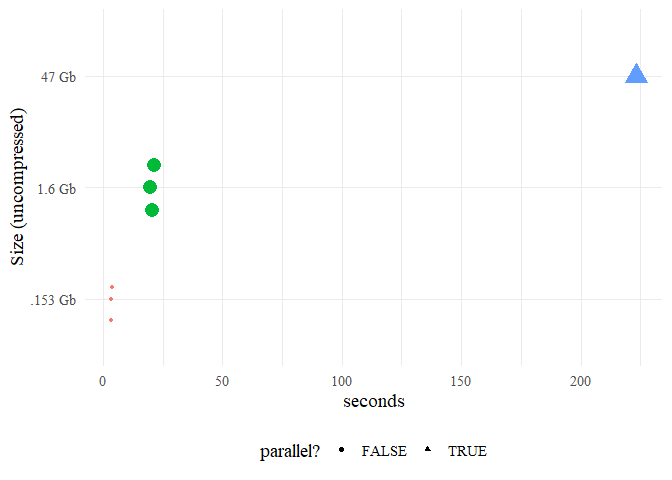 Size (uncompressed)
47 Gb
1.6 Gb
.153 Gb
0 50 100 150 200
seconds
parallel? FALSE TRUE